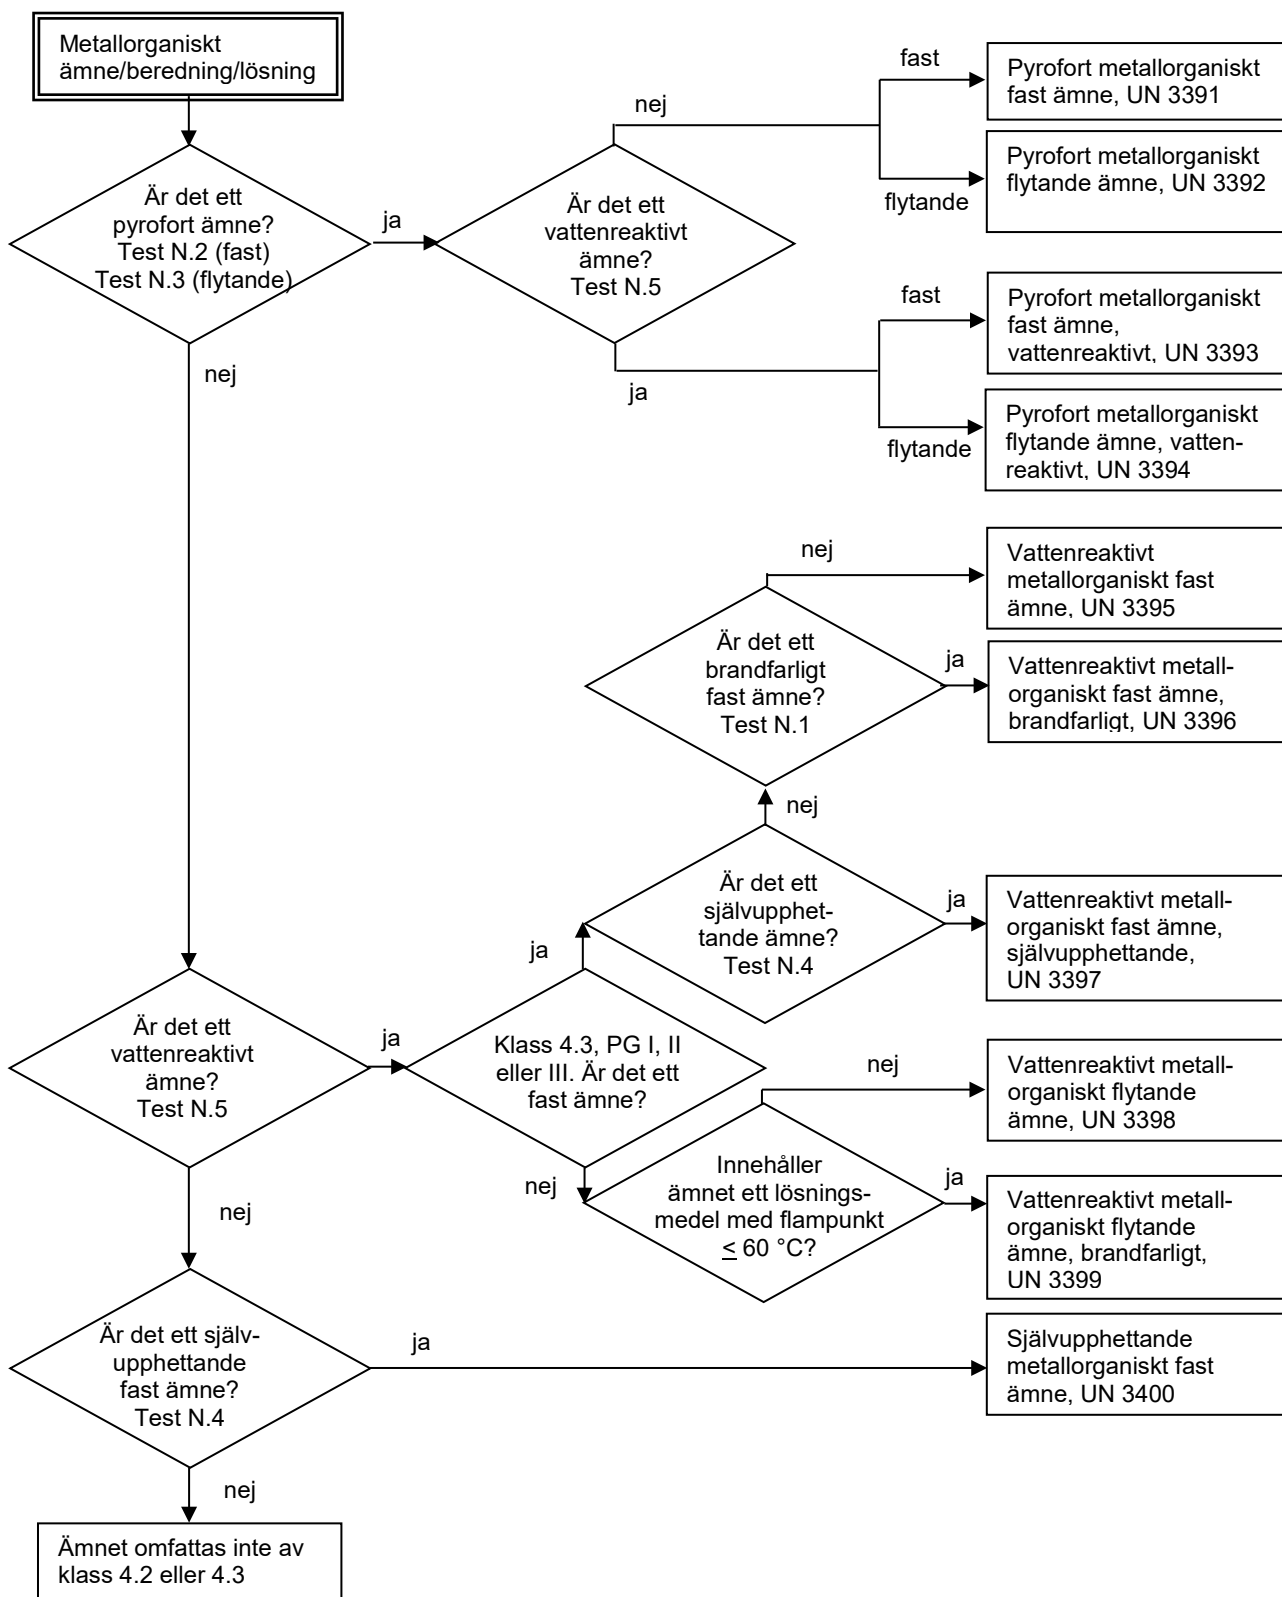 Metallorganiskt
ämne/beredning/lösning
Är det ett
pyrofort ämne?
Test N.2 (fast)
Test N.3 (flytande)
ja
nej
Är det ett
vattenreaktivt
ämne?
Test N.5
nej
fast
Pyrofort metallorganiskt
fast ämne, UN 3391
flytande
Pyrofort metallorganiskt
flytande ämne, UN 3392
ja
fast
Pyrofort metallorganiskt
fast ämne,
vattenreaktivt, UN 3393
flytande
Pyrofort metallorganiskt
flytande ämne, vatten-
reaktivt, UN 3394
nej
Vattenreaktivt
metallorganiskt fast
ämne, UN 3395
Är det ett
brandfarligt
fast ämne?
Test N.1
ja
Vattenreaktivt metall-
organiskt fast ämne,
brandfarligt, UN 3396
nej
Är det ett
självupphet-
tande ämne?
Test N.4
ja
Vattenreaktivt metall-
organiskt fast ämne,
självupphettande,
UN 3397
ja
Är det ett
vattenreaktivt
ämne?
Test N.5
ja
Klass 4.3, PG I, II
eller III. Är det ett
fast ämne?
nej
Vattenreaktivt metall-
organiskt flytande
ämne, UN 3398
nej
Innehåller
ämnet ett lösnings-
medel med flampunkt
≤ 60 °C?
ja
Vattenreaktivt metall-
organiskt flytande
ämne, brandfarligt,
UN 3399
nej
Är det ett själv-
upphettande
fast ämne?
Test N.4
ja
Självupphettande
metallorganiskt fast
ämne, UN 3400
nej
Ämnet omfattas inte av
klass 4.2 eller 4.3